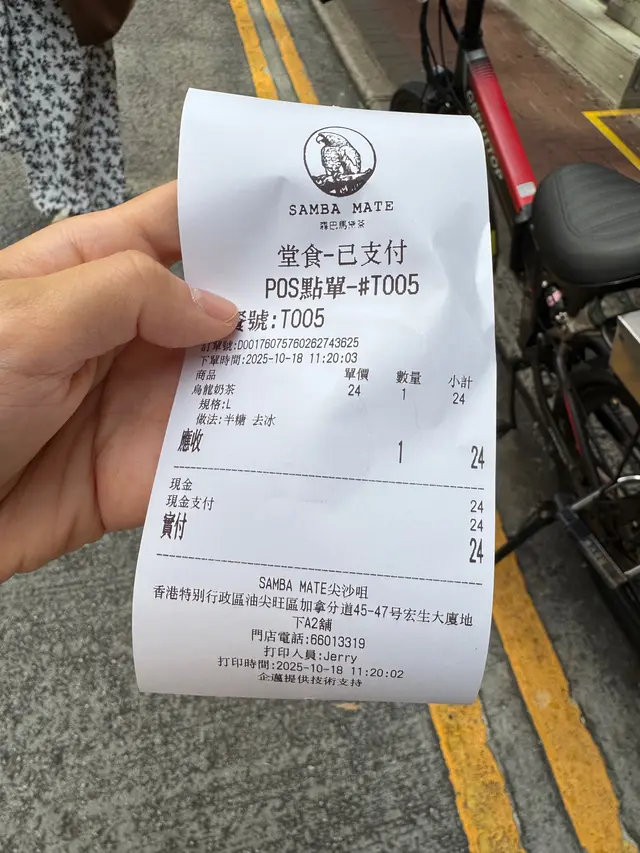 SAMBA MATE
森巴馬黛茶
堂食-已支付
POS點單-#T005
餐號:T005
訂單號:D00176075760262743625
下單時間:2025-10-18 11:20:03
商品 單價 數量 小計
烏龍奶茶 24 1 24
規格:L
做法:半糖 去冰
應收 1 24
現金 24
現金支付 24
實付 24
SAMBA MATE尖沙咀
香港特别行政區油尖旺區加拿分道45-47号宏生大廈地
下A2舖
門店電話:66013319
打印人員:Jerry
打印時間:2025-10-18 11:20:02
企邁提供技術支持